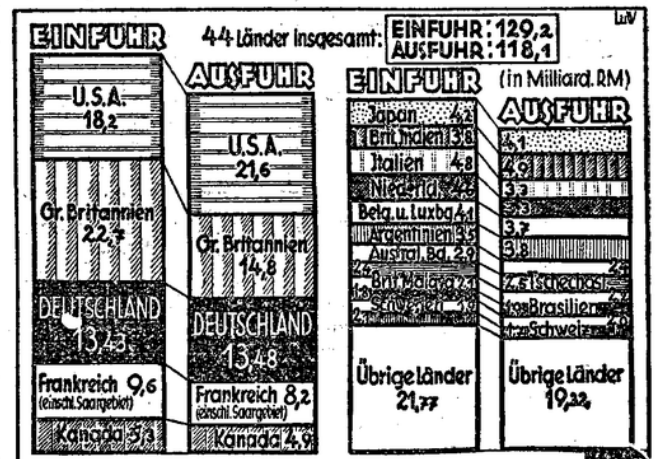 LuV
EINFUHR
44 Länder insgesamt:
EINFUHR: 129,2
AUSFUHR: 118,1
(in Milliard. RM)
AUSFUHR
U.S.A.
18,2
U.S.A.
21,6
Gr. Britannien
22,7
Gr. Britannien
14,8
DEUTSCHLAND
13,43
DEUTSCHLAND
13,48
Frankreich 9,6
(einschl. Saargebiet)
Frankreich 8,2
(einschl. Saargebiet)
Kanada 5,3
Kanada 4,9
EINFUHR
Japan 4,2
Brit. Indien 3,8
Italien 4,8
Niederld. 4,6
Belg. u. Luxbg 4,1
Argentinien 3,5
Austral. Bd. 2,9
2,4
Brit. Malaya 2,1
Schweden 1,9
Übrige Länder
21,77
AUSFUHR
4,1
4,9
3,3
3,7
3,8
Tschechosl.
Brasilien
Schweiz
Übrige Länder
19,32